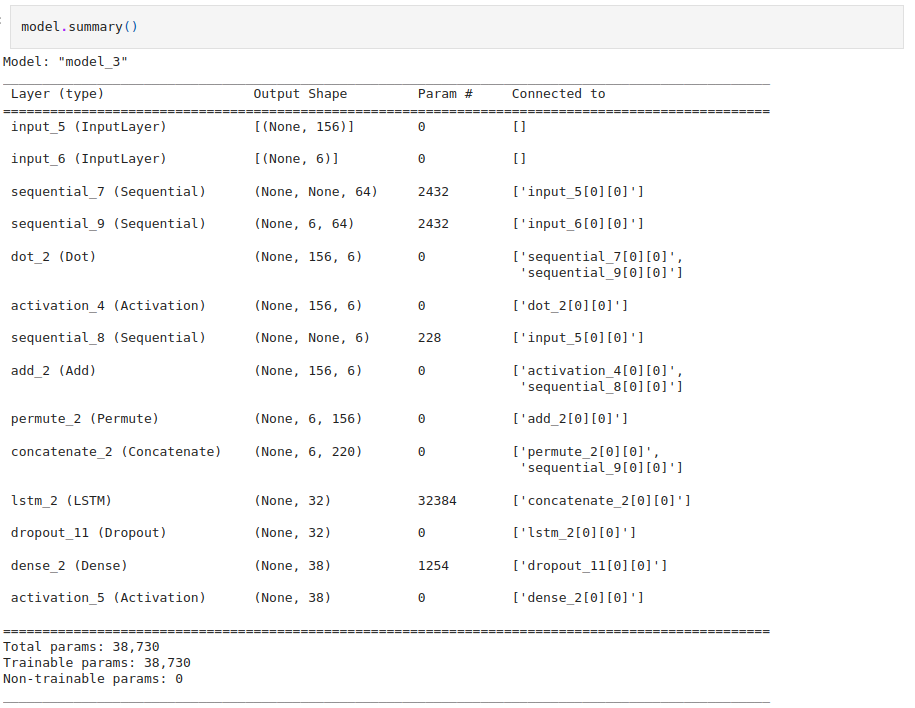 model.summary()
Model: "model_3"
Layer (type) Output Shape Param # Connected to
input_5 (InputLayer) [(None, 156)] 0 []
input_6 (InputLayer) [(None, 6)] 0 []
sequential_7 (Sequential) (None, None, 64) 2432 ['input_5[0][0]']
sequential_9 (Sequential) (None, 6, 64) 2432 ['input_6[0][0]']
dot_2 (Dot) (None, 156, 6) 0 ['sequential_7[0][0]',
'sequential_9[0][0]']
activation_4 (Activation) (None, 156, 6) 0 ['dot_2[0][0]']
sequential_8 (Sequential) (None, None, 6) 228 ['input_5[0][0]']
add_2 (Add) (None, 156, 6) 0 ['activation_4[0][0]',
'sequential_8[0][0]']
permute_2 (Permute) (None, 6, 156) 0 ['add_2[0][0]']
concatenate_2 (Concatenate) (None, 6, 220) 0 ['permute_2[0][0]',
'sequential_9[0][0]']
lstm_2 (LSTM) (None, 32) 32384 ['concatenate_2[0][0]']
dropout_11 (Dropout) (None, 32) 0 ['lstm_2[0][0]']
dense_2 (Dense) (None, 38) 1254 ['dropout_11[0][0]']
activation_5 (Activation) (None, 38) 0 ['dense_2[0][0]']
Total params: 38,730
Trainable params: 38,730
Non-trainable params: 0